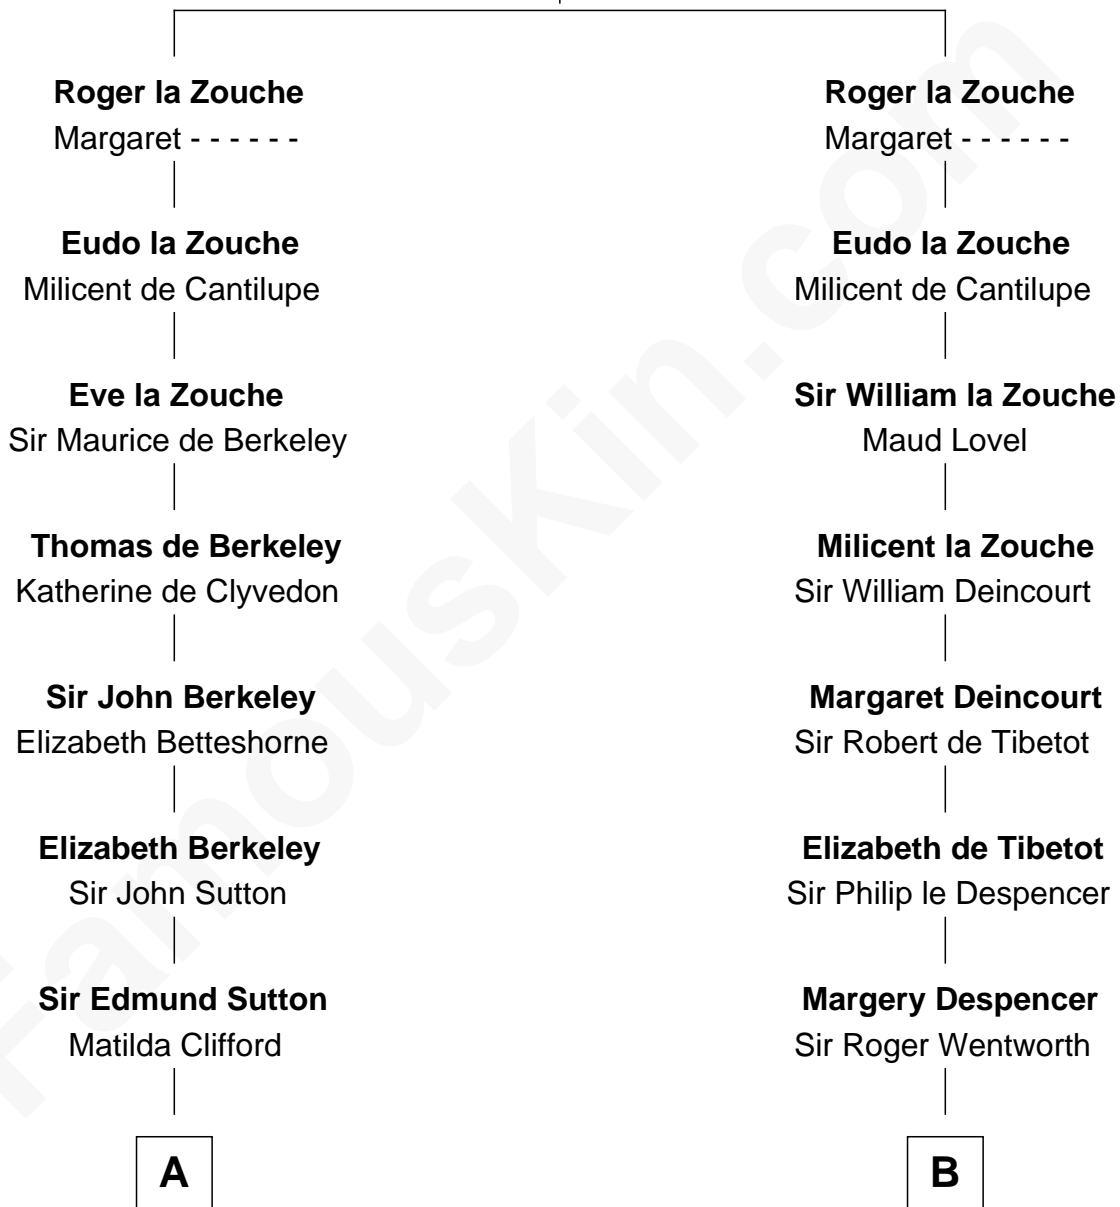 Roger la Zouche
Margaret - - - - - -
Eudo la Zouche
Milicent de Cantilupe
Eve la Zouche
Sir Maurice de Berkeley
Thomas de Berkeley
Katherine de Clyvedon
Sir John Berkeley
Elizabeth Betteshorne
Elizabeth Berkeley
Sir John Sutton
Sir Edmund Sutton
Matilda Clifford
A
Roger la Zouche
Margaret - - - - - -
Eudo la Zouche
Milicent de Cantilupe
Sir William la Zouche
Maud Lovel
Milicent la Zouche
Sir William Deincourt
Margaret Deincourt
Sir Robert de Tibetot
Elizabeth de Tibetot
Sir Philip le Despencer
Margery Despencer
Sir Roger Wentworth
B
FamousKin.com